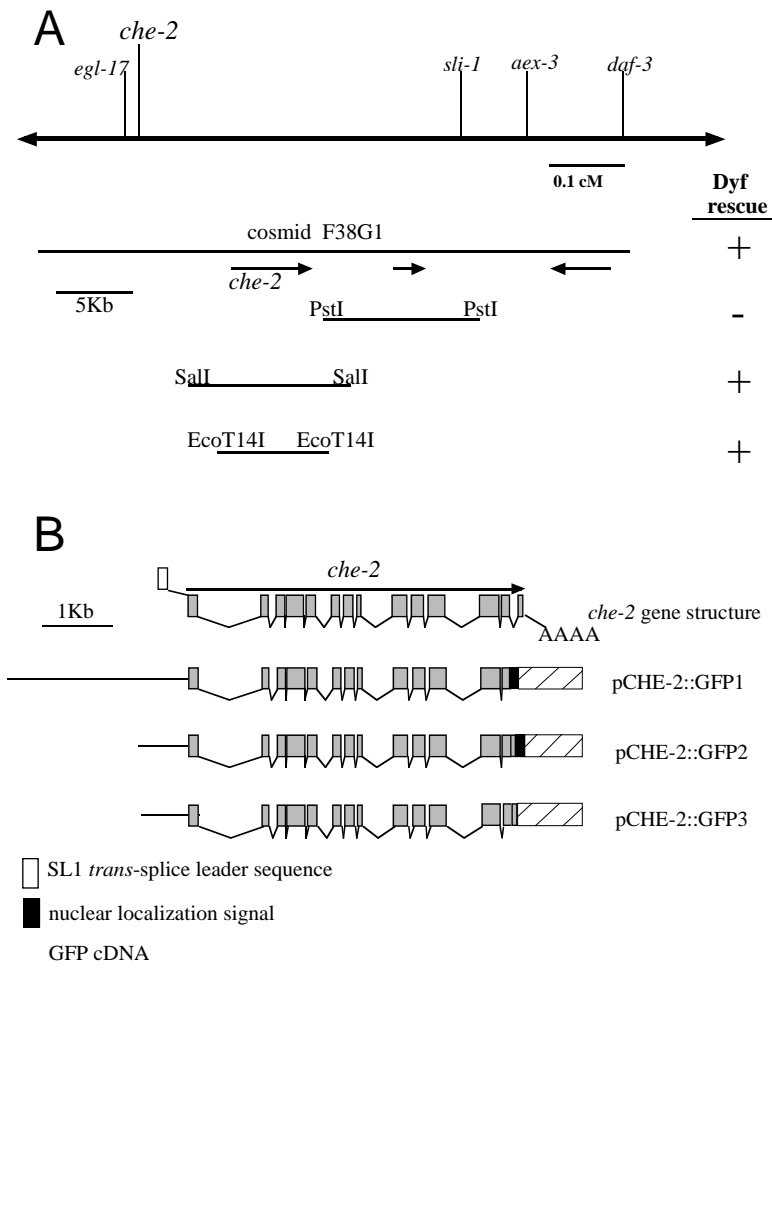 A
che-2
egl-17
sli-1 aex-3 daf-3
0.1 cM
Dyf
rescue
cosmid F38G1
+
che-2
5Kb
PstI PstI
-
SalI SalI
+
EcoT14I EcoT14I
+
B
che-2
1Kb
che-2 gene structure
AAAA
pCHE-2::GFP1
pCHE-2::GFP2
pCHE-2::GFP3
SL1 trans-splice leader sequence
nuclear localization signal
GFP cDNA